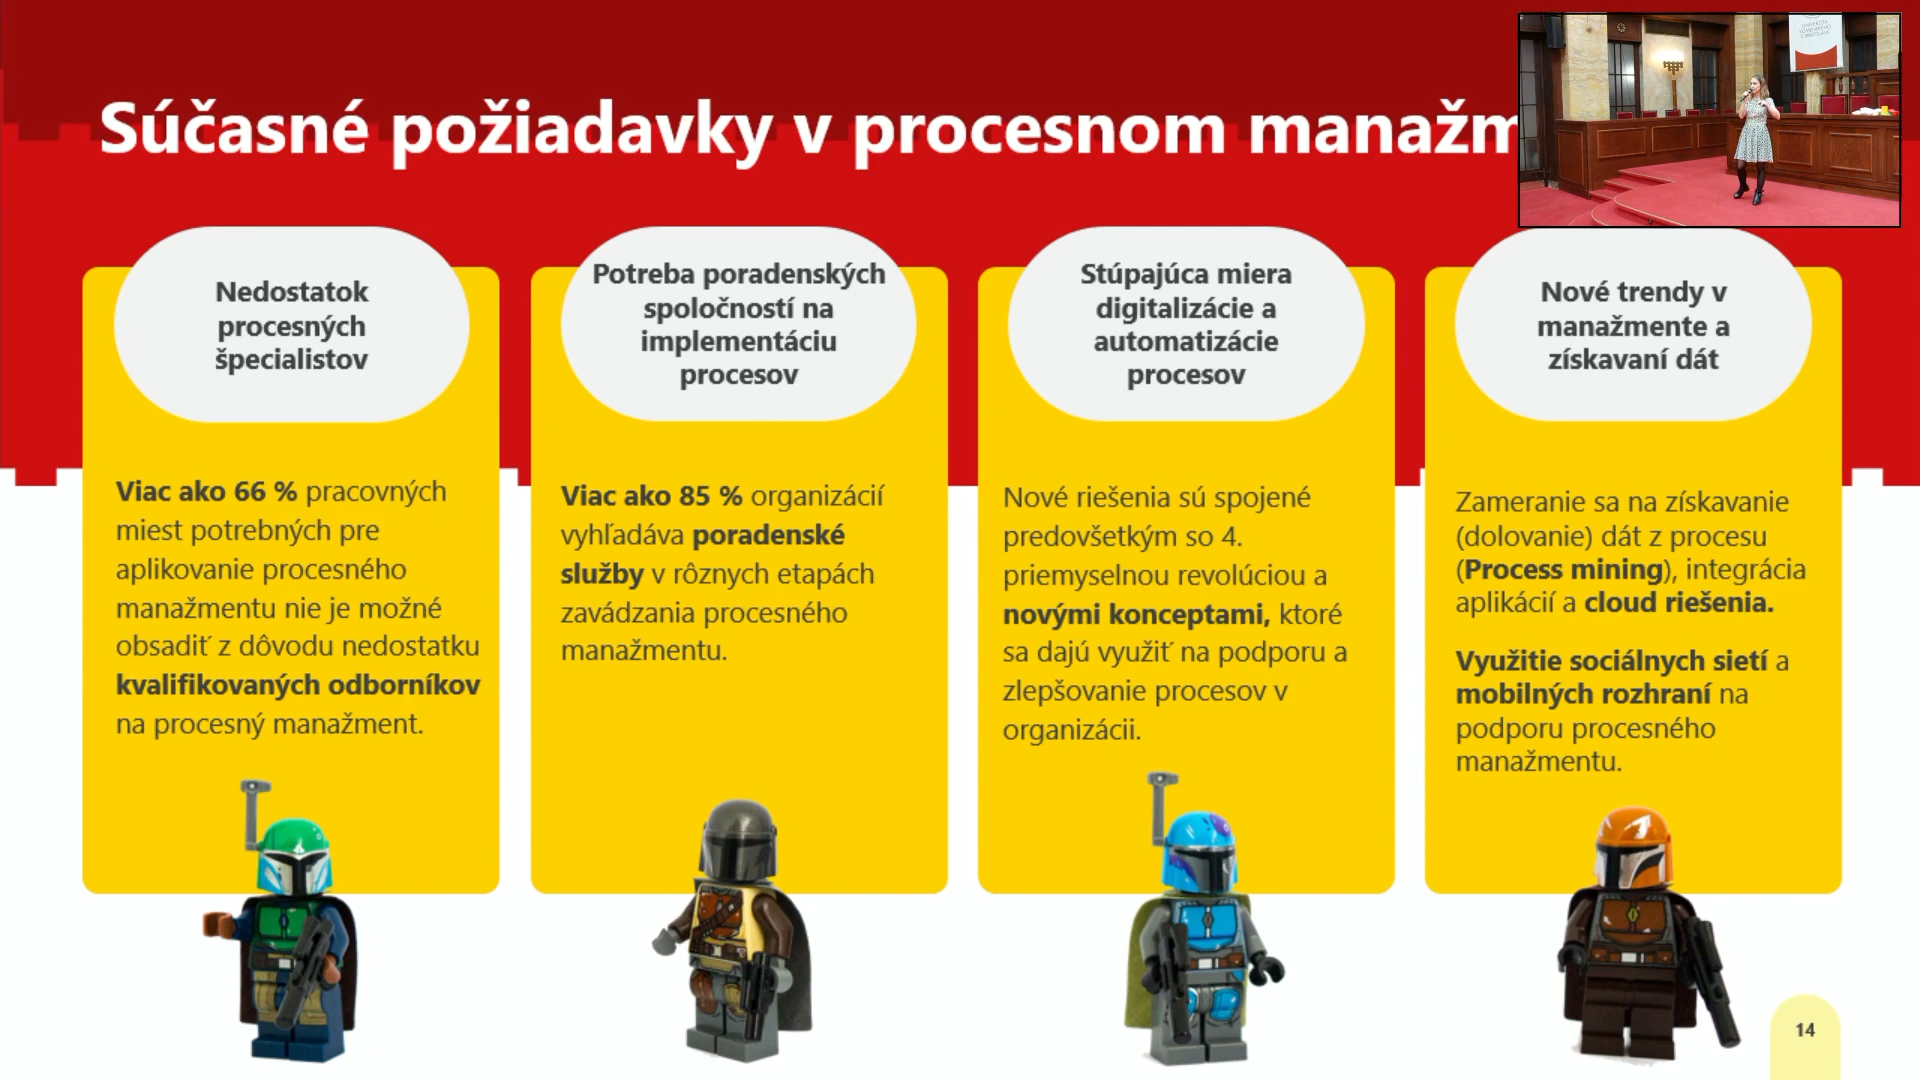 Súčasné požiadavky v procesnom manažm
Nedostatok
procesných
špecialistov
Viac ako 66 % pracovných
miest potrebných pre
aplikovanie procesného
manažmentu nie je možné
obsadiť z dôvodu nedostatku
kvalifikovaných odborníkov
na procesný manažment.
Potreba poradenských
spoločností na
implementáciu
procesov
Viac ako 85 % organizácií
vyhľadáva poradenské
služby v rôznych etapách
zavádzania procesného
manažmentu.
Stúpajúca miera
digitalizácie a
automatizácie
procesov
Nové riešenia sú spojené
predovšetkým so 4.
priemyselnou revolúciou a
novými konceptami, ktoré
sa dajú využiť na podporu a
zlepšovanie procesov v
organizácii.
Nové trendy v
manažmente a
získavaní dát
Zameranie sa na získavanie
(dolovanie) dát z procesu
(Process mining), integrácia
aplikácií a cloud riešenia.
Využitie sociálnych sietí a
mobilných rozhraní na
podporu procesného
manažmentu.
14